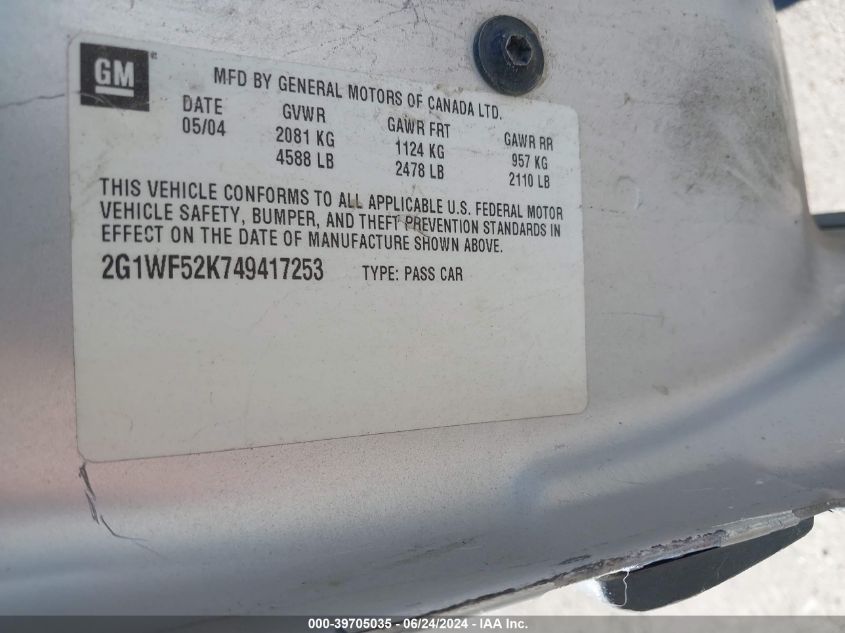 GM
MFD BY GENERAL MOTORS OF CANADA LTD.
DATE GVWR GAWR FRT GAWR RR
05/04 2081 KG 1124 KG 957 KG
4588 LB 2478 LB 2110 LB
THIS VEHICLE CONFORMS TO ALL APPLICABLE U.S. FEDERAL MOTOR
VEHICLE SAFETY, BUMPER, AND THEFT PREVENTION STANDARDS IN
EFFECT ON THE DATE OF MANUFACTURE SHOWN ABOVE.
2G1WF52K749417253 TYPE: PASS CAR
000-39705035 - 06/24/2024 - IAA Inc.